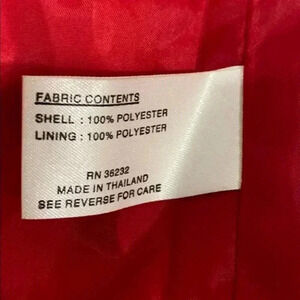 FABRIC CONTENTS
SHELL : 100% POLYESTER
LINING : 100% POLYESTER
RN 36232
MADE IN THAILAND
SEE REVERSE FOR CARE